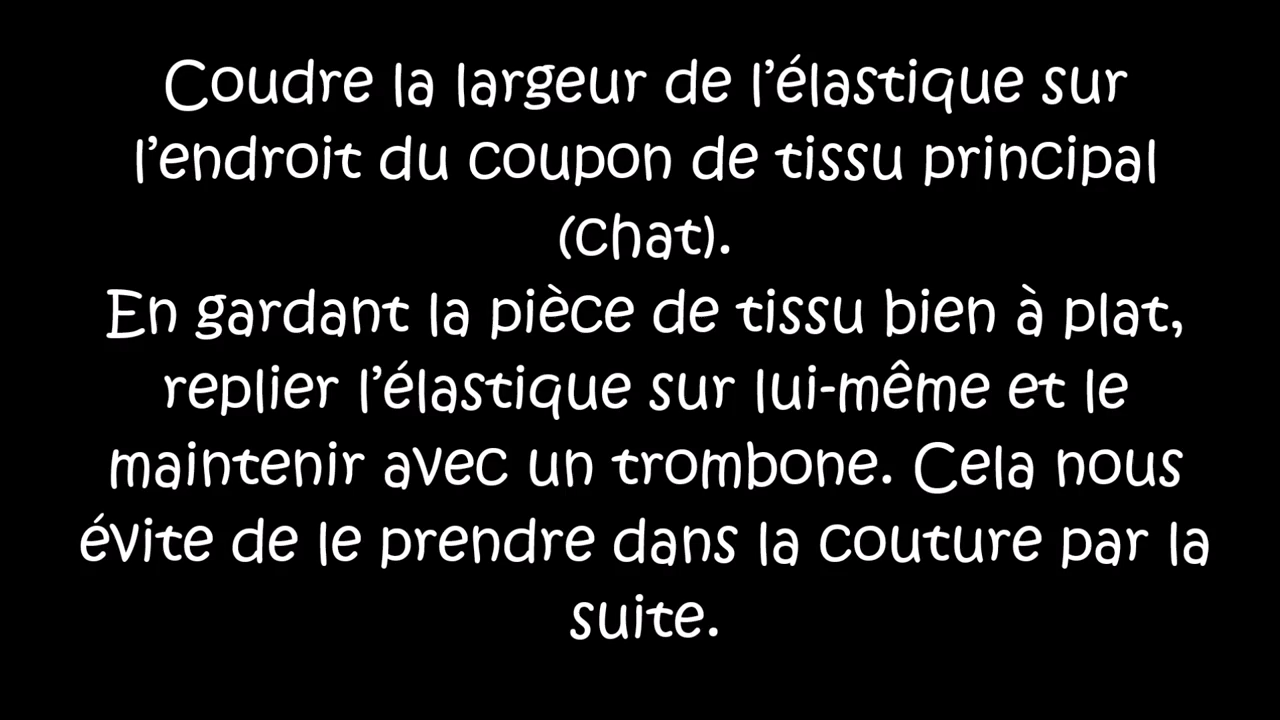 Coudre la largeur de l’élastique sur
l’endroit du coupon de tissu principal
(chat).
En gardant la pièce de tissu bien à plat,
replier l’élastique sur lui-même et le
maintenir avec un trombone. Cela nous
évite de le prendre dans la couture par la
suite.